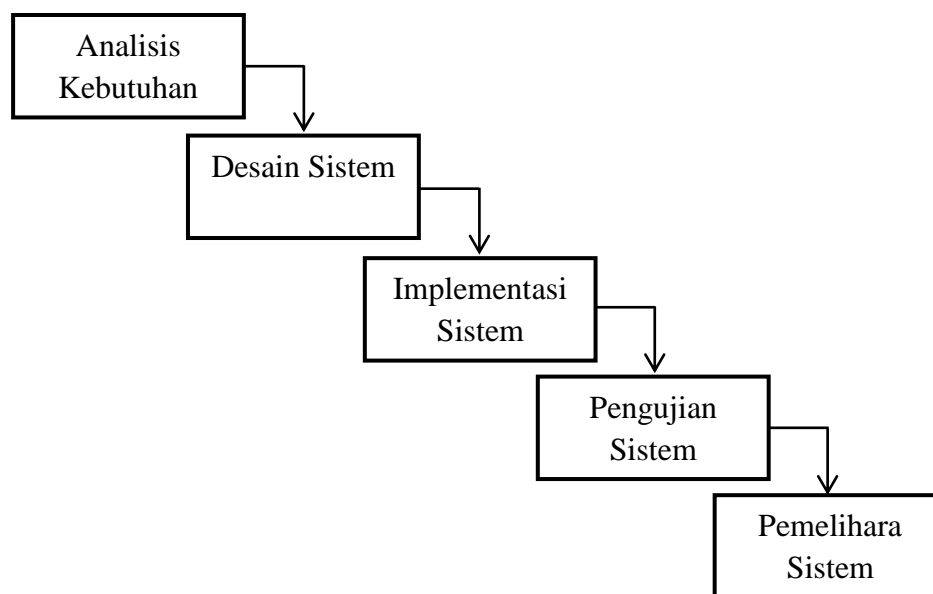 Analisis
Kebutuhan
Desain Sistem
Implementasi
Sistem
Pengujian
Sistem
Pemelihara
Sistem